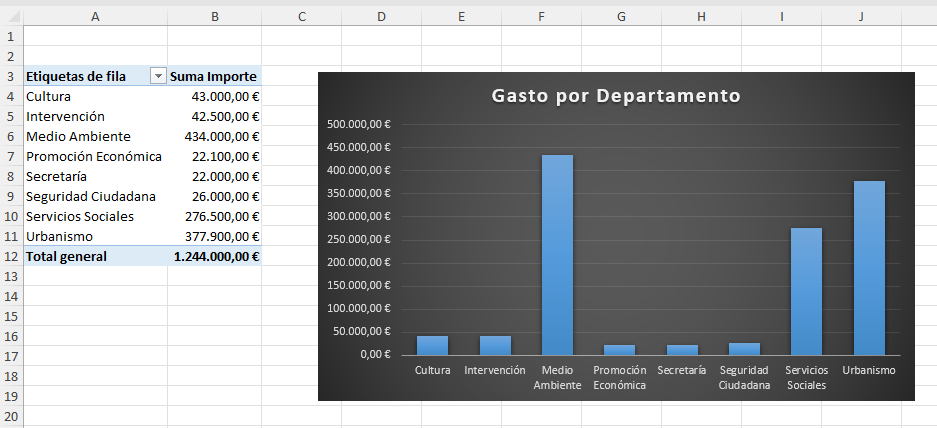 A B C D E F G H I J
1
2
3 Etiquetas de fila Suma Importe
4 Cultura 43.000,00 €
5 Intervención 42.500,00 €
6 Medio Ambiente 434.000,00 €
7 Promoción Económica 22.100,00 €
8 Secretaría 22.000,00 €
9 Seguridad Ciudadana 26.000,00 €
10 Servicios Sociales 276.500,00 €
11 Urbanismo 377.900,00 €
12 Total general 1.244.000,00 €
13
14
15
16
17
18
19
20
Gasto por Departamento
500.000,00 €
450.000,00 €
400.000,00 €
350.000,00 €
300.000,00 €
250.000,00 €
200.000,00 €
150.000,00 €
100.000,00 €
50.000,00 €
0,00 €
Cultura Intervención Medio Promoción Secretaría Seguridad Servicios Urbanismo
Ambiente Económica Ciudadana Sociales